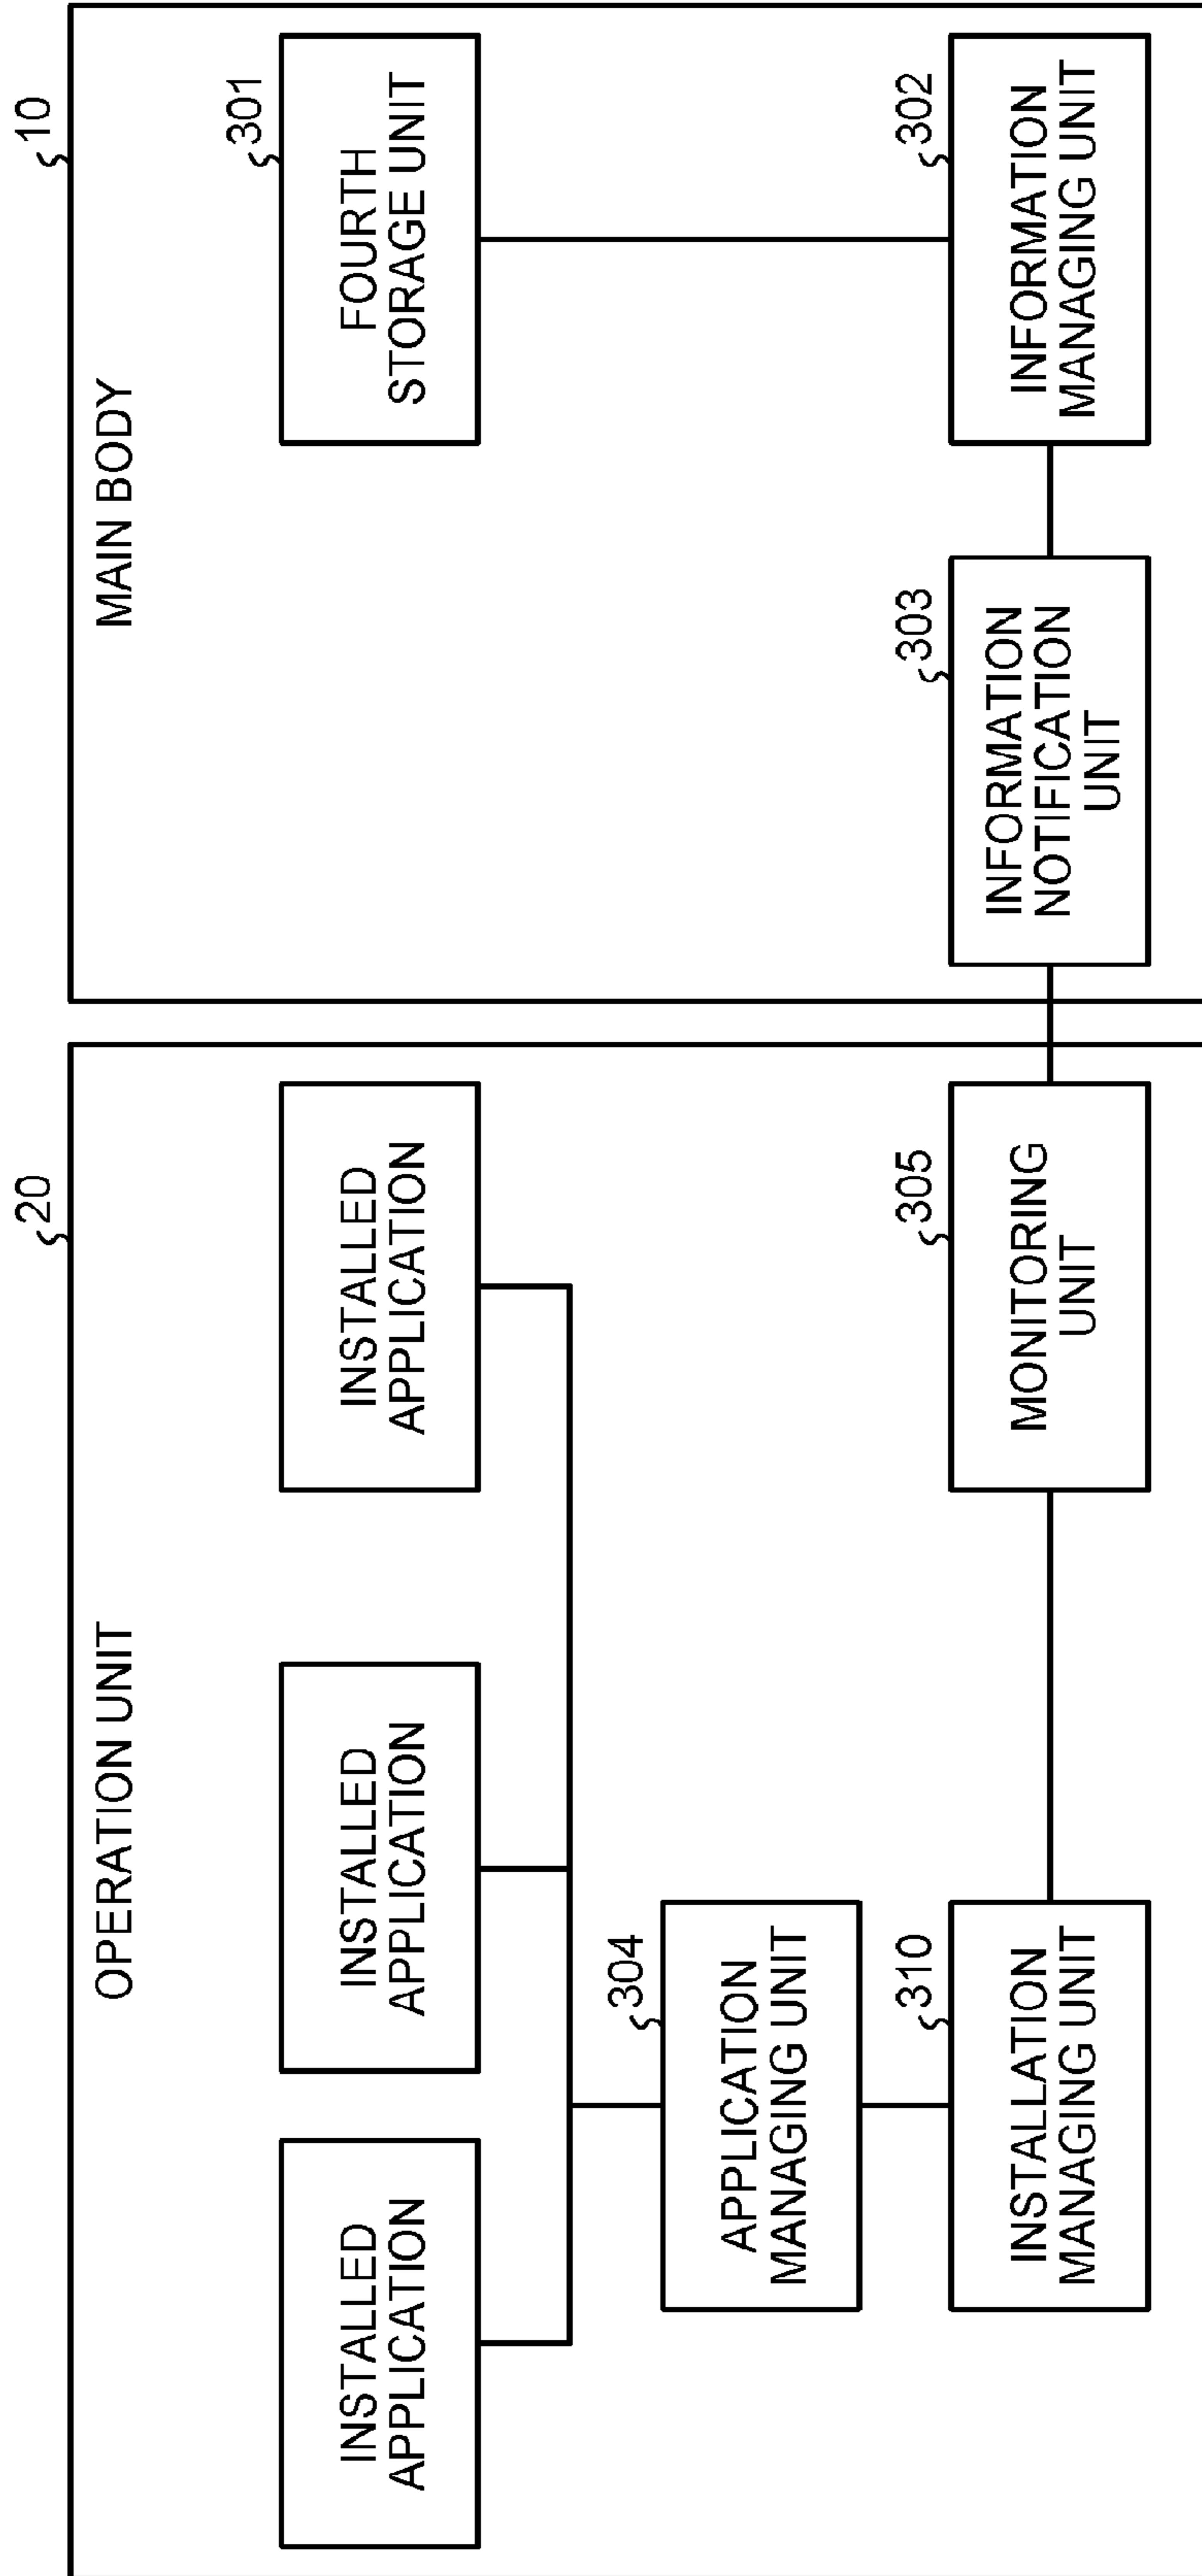 20
OPERATION UNIT
INSTALLED
APPLICATION
INSTALLED
APPLICATION
INSTALLED
APPLICATION
304
APPLICATION
MANAGING UNIT
310
INSTALLATION
MANAGING UNIT
305
MONITORING
UNIT
10
MAIN BODY
301
FOURTH
STORAGE UNIT
303
INFORMATION
NOTIFICATION
UNIT
302
INFORMATION
MANAGING UNIT